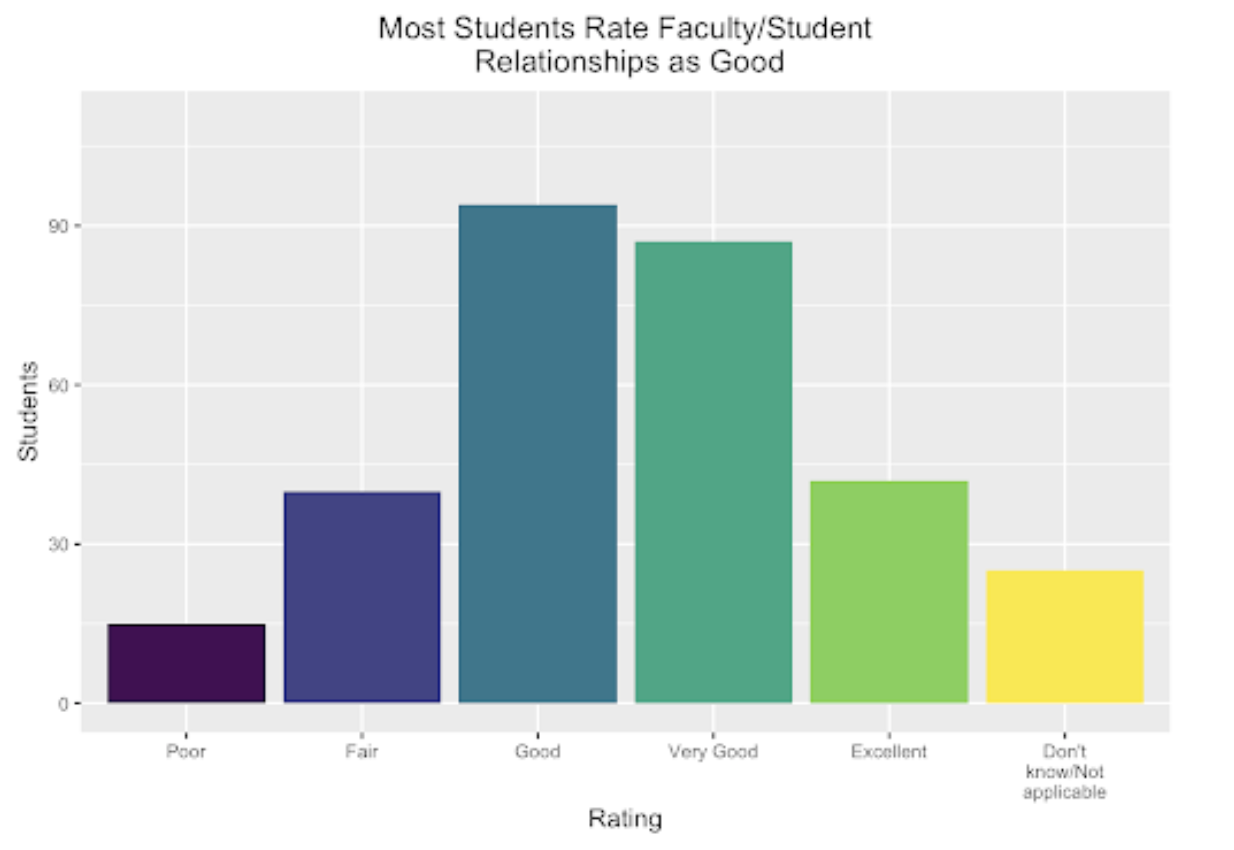 Most Students Rate Faculty/Student
Relationships as Good
Students
90
60
30
0
Poor
Fair
Good
Very Good
Excellent
Don't
know/Not
applicable
Rating